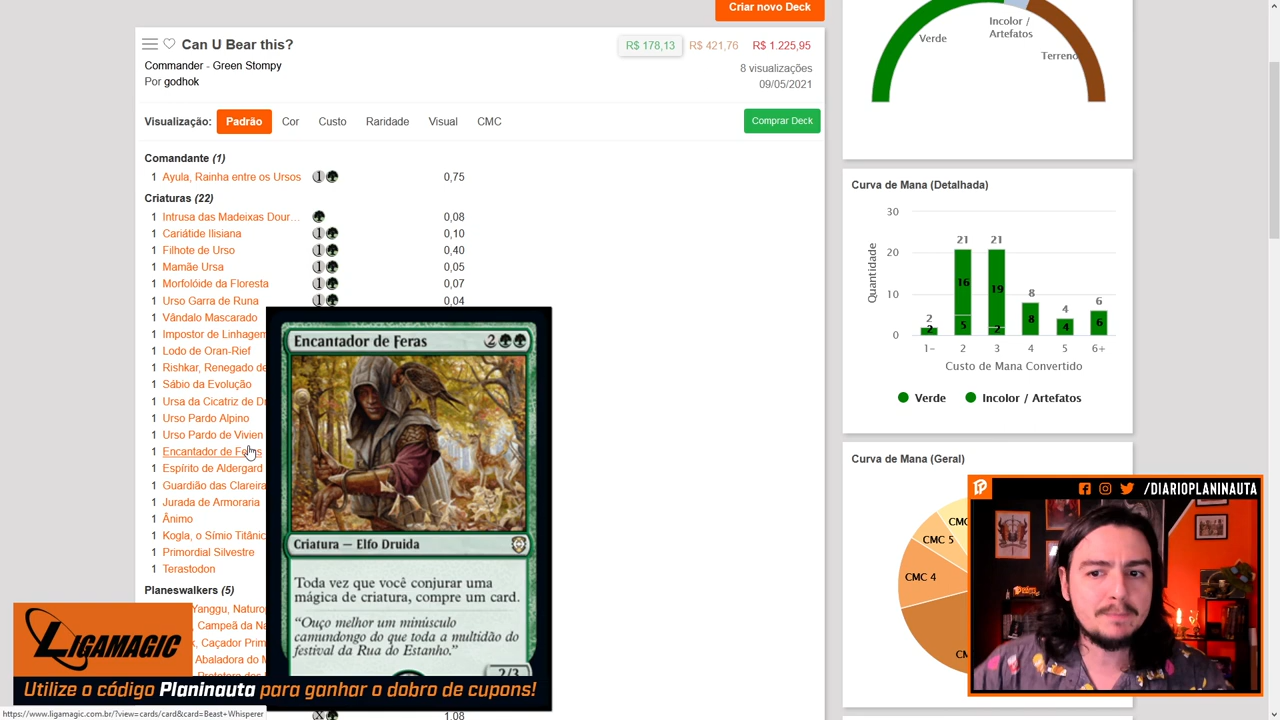 Criar novo Deck
Can U Bear this?
R$ 178,13
R$ 421,76
R$ 1.225,95
Commander - Green Stompy
8 visualizações
Por godhok
09/05/2021
Visualização:
Padrão
Cor
Custo
Raridade
Visual
CMC
Comprar Deck
Comandante (1)
1 Ayula, Rainha entre os Ursos 1 0,75
Criaturas (22)
1 Intrusa das Madeixas Dour... 0,08
1 Cariátide Ilisiana 1 0,10
1 Filhote de Urso 1 0,40
1 Mamãe Ursa 1 0,05
1 Morfolóide da Floresta 1 0,07
1 Urso Garra de Runa 1 0,04
1 Vândalo Mascarado
1 Impostor de Linhagem
1 Lodo de Oran-Rief
1 Rishkar, Renegado de
1 Sábio da Evolução
1 Ursa da Cicatriz de Dr
1 Urso Pardo Alpino
1 Urso Pardo de Vivien
1 Encantador de Feras
1 Espírito de Aldergard
1 Guardião das Clareira
1 Jurada de Armoraria
1 Ânimo
1 Kogla, o Símio Titânic
1 Primordial Silvestre
1 Terastodon
Planeswalkers (5)
Yanggu, Naturo
, Campeã da Na
, Caçador Prim
Abaladora do M
X 1,08
Encantador de Feras 2
Criatura — Elfo Druida
Toda vez que você conjurar uma
mágica de criatura, compre um card.
“Ouço melhor um minúsculo
camundongo do que toda a multidão do
festival da Rua do Estanho.”
2/3
Verde
Incolor /
Artefatos
Terreno
Curva de Mana (Detalhada)
30
20
10
0
Quantidade
2
2
21
16
5
21
19
2
8
8
4
4
6
6
1-
2
3
4
5
6+
Custo de Mana Convertido
Verde
Incolor / Artefatos
Curva de Mana (Geral)
CMC
CMC 5
CMC 4
/DIARIOPLANINAUTA
LIGAMAGIC
Utilize o código Planinauta para ganhar o dobro de cupons!
https://www.ligamagic.com.br/?view=cards/card&card=Beast+Whisperer